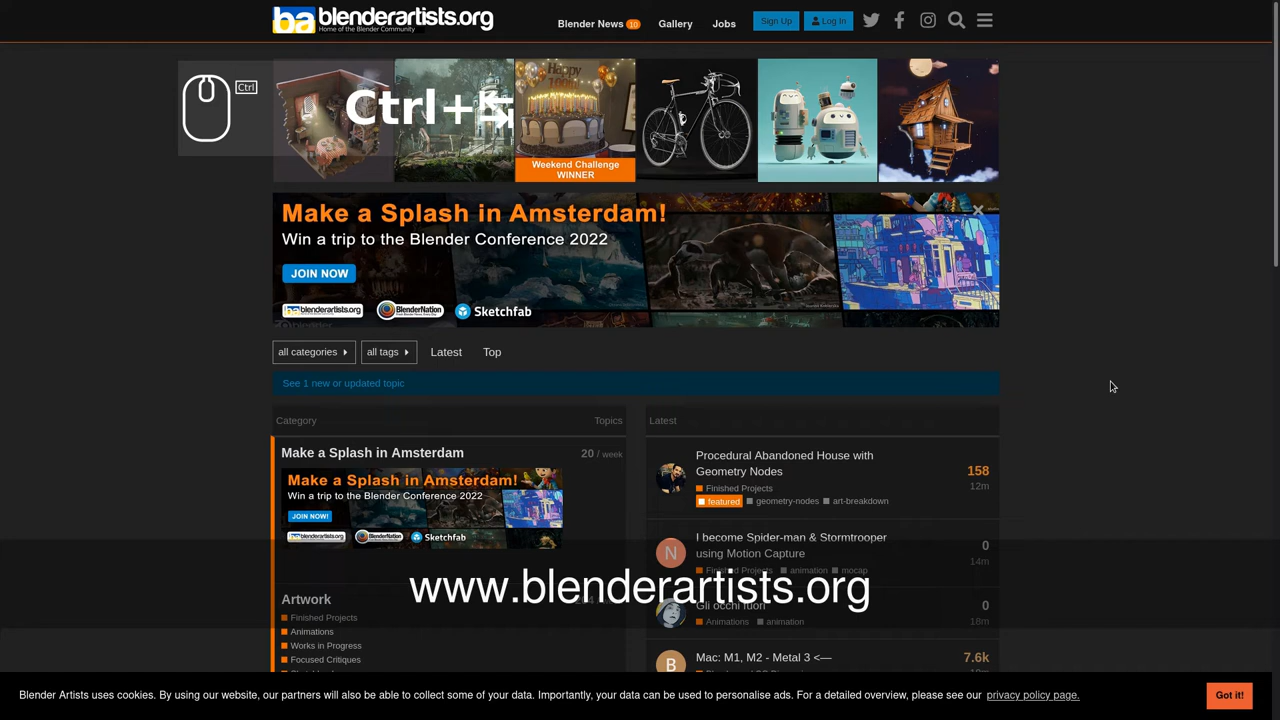 blenderartists.org
Home of the Blender Community
Blender News 10
Gallery
Jobs
Sign Up
Log In
Ctrl
Ctrl+
Happy
Weekend Challenge
WINNER
Make a Splash in Amsterdam!
Win a trip to the Blender Conference 2022
JOIN NOW
blenderartists.org
BlenderNation
Sketchfab
all categories
all tags
Latest
Top
See 1 new or updated topic
Category
Topics
Latest
Make a Splash in Amsterdam
20 / week
Make a Splash in Amsterdam!
Win a trip to the Blender Conference 2022
JOIN NOW!
blenderartists.org
BlenderNation
Sketchfab
Artwork
Finished Projects
Animations
Works in Progress
Focused Critiques
Procedural Abandoned House with
Geometry Nodes
Finished Projects
featured
geometry-nodes
art-breakdown
158
12m
N
I become Spider-man & Stormtrooper
using Motion Capture
Finished Projects
animation
mocap
0
14m
Gli occhi fuori
Animations
animation
0
18m
B
Mac: M1, M2 - Metal 3 <—
7.6k
www.blenderartists.org
Blender Artists uses cookies. By using our website, our partners will also be able to collect some of your data. Importantly, your data can be used to personalise ads. For a detailed overview, please see our privacy policy page.
Got it!